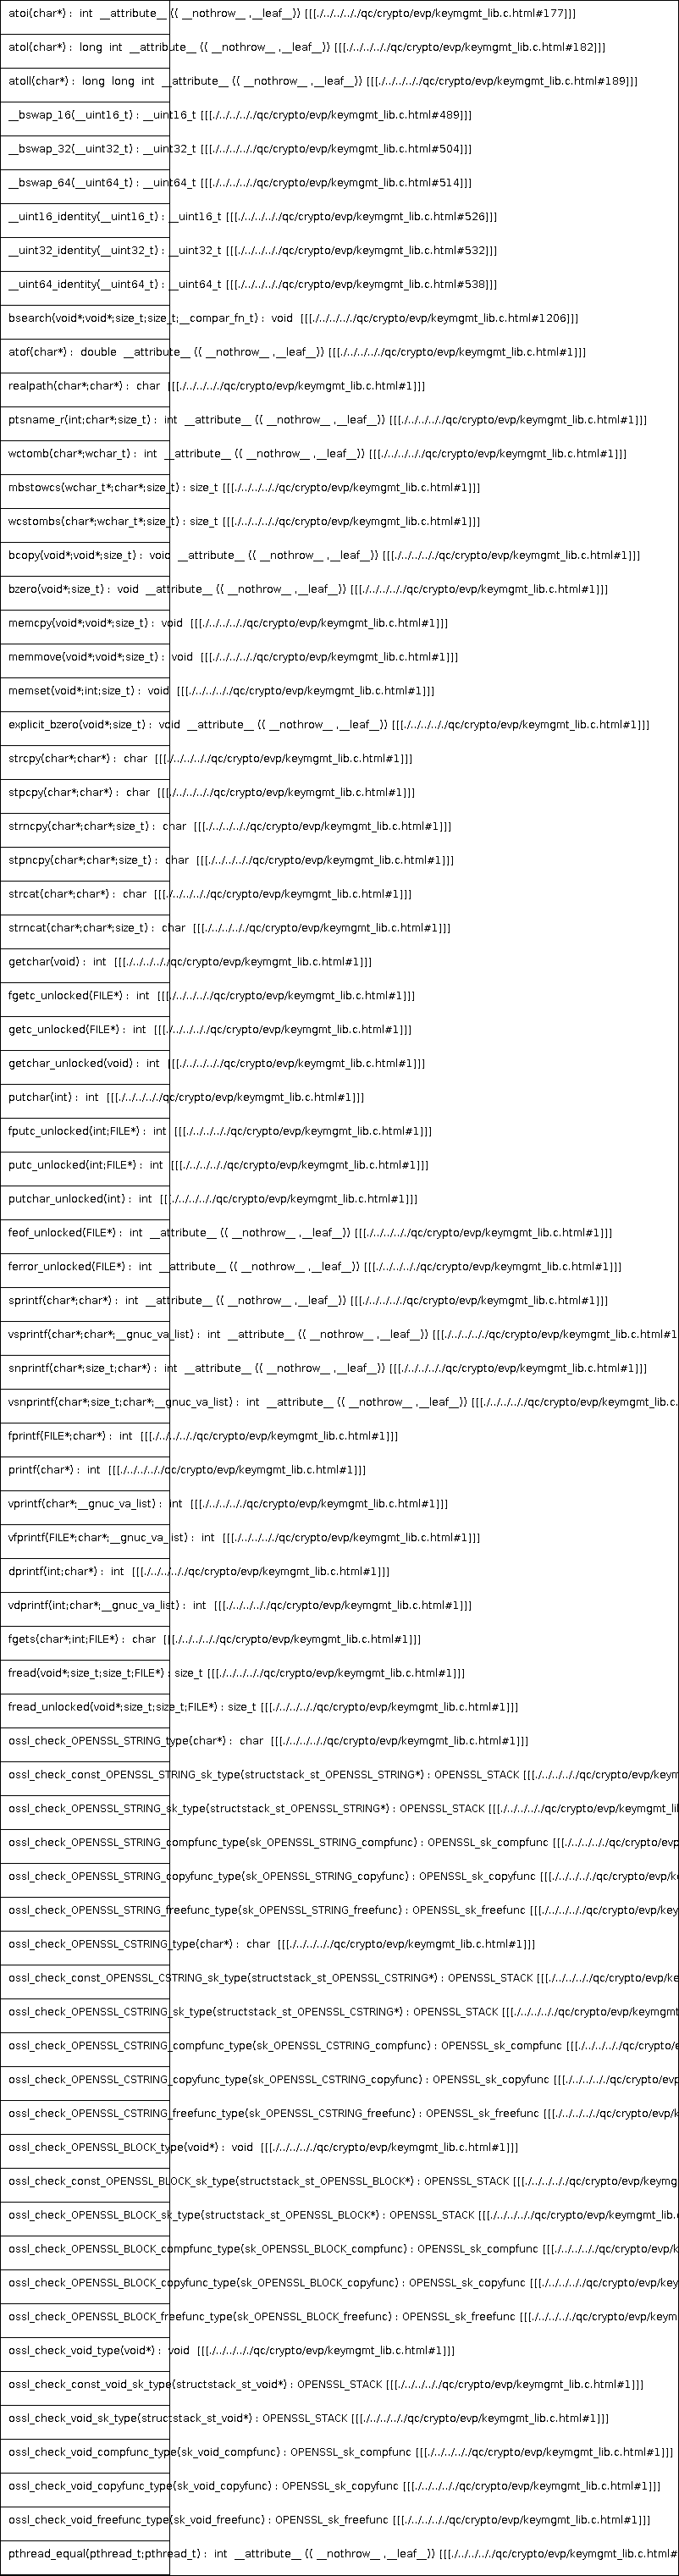 atoi(char*) :  int  __attribute__ (( __nothrow__ ,__leaf__)) [[[./../../../qc/crypto/evp/keymgmt_lib.c.html#177]]]
atol(char*) :  long  int  __attribute__ (( __nothrow__ ,__leaf__)) [[[./../../../qc/crypto/evp/keymgmt_lib.c.html#182]]]
atoll(char*) :  long  long  int  __attribute__ (( __nothrow__ ,__leaf__)) [[[./../../../qc/crypto/evp/keymgmt_lib.c.html#189]]]
__bswap_16(__uint16_t) : __uint16_t [[[./../../../qc/crypto/evp/keymgmt_lib.c.html#489]]]
__bswap_32(__uint32_t) : __uint32_t [[[./../../../qc/crypto/evp/keymgmt_lib.c.html#504]]]
__bswap_64(__uint64_t) : __uint64_t [[[./../../../qc/crypto/evp/keymgmt_lib.c.html#514]]]
__uint16_identity(__uint16_t) : __uint16_t [[[./../../../qc/crypto/evp/keymgmt_lib.c.html#526]]]
__uint32_identity(__uint32_t) : __uint32_t [[[./../../../qc/crypto/evp/keymgmt_lib.c.html#532]]]
__uint64_identity(__uint64_t) : __uint64_t [[[./../../../qc/crypto/evp/keymgmt_lib.c.html#538]]]
bsearch(void*;void*;size_t;size_t;__compar_fn_t) :  void  [[[./../../../qc/crypto/evp/keymgmt_lib.c.html#1206]]]
atof(char*) :  double  __attribute__ (( __nothrow__ ,__leaf__)) [[[./../../../qc/crypto/evp/keymgmt_lib.c.html#1]]]
realpath(char*;char*) :  char  [[[./../../../qc/crypto/evp/keymgmt_lib.c.html#1]]]
ptsname_r(int;char*;size_t) :  int  __attribute__ (( __nothrow__ ,__leaf__)) [[[./../../../qc/crypto/evp/keymgmt_lib.c.html#1]]]
wctomb(char*;wchar_t) :  int  __attribute__ (( __nothrow__ ,__leaf__)) [[[./../../../qc/crypto/evp/keymgmt_lib.c.html#1]]]
mbstowcs(wchar_t*;char*;size_t) : size_t [[[./../../../qc/crypto/evp/keymgmt_lib.c.html#1]]]
wcstombs(char*;wchar_t*;size_t) : size_t [[[./../../../qc/crypto/evp/keymgmt_lib.c.html#1]]]
bcopy(void*;void*;size_t) :  void  __attribute__ (( __nothrow__ ,__leaf__)) [[[./../../../qc/crypto/evp/keymgmt_lib.c.html#1]]]
bzero(void*;size_t) :  void  __attribute__ (( __nothrow__ ,__leaf__)) [[[./../../../qc/crypto/evp/keymgmt_lib.c.html#1]]]
memcpy(void*;void*;size_t) :  void  [[[./../../../qc/crypto/evp/keymgmt_lib.c.html#1]]]
memmove(void*;void*;size_t) :  void  [[[./../../../qc/crypto/evp/keymgmt_lib.c.html#1]]]
memset(void*;int;size_t) :  void  [[[./../../../qc/crypto/evp/keymgmt_lib.c.html#1]]]
explicit_bzero(void*;size_t) :  void  __attribute__ (( __nothrow__ ,__leaf__)) [[[./../../../qc/crypto/evp/keymgmt_lib.c.html#1]]]
strcpy(char*;char*) :  char  [[[./../../../qc/crypto/evp/keymgmt_lib.c.html#1]]]
stpcpy(char*;char*) :  char  [[[./../../../qc/crypto/evp/keymgmt_lib.c.html#1]]]
strncpy(char*;char*;size_t) :  char  [[[./../../../qc/crypto/evp/keymgmt_lib.c.html#1]]]
stpncpy(char*;char*;size_t) :  char  [[[./../../../qc/crypto/evp/keymgmt_lib.c.html#1]]]
strcat(char*;char*) :  char  [[[./../../../qc/crypto/evp/keymgmt_lib.c.html#1]]]
strncat(char*;char*;size_t) :  char  [[[./../../../qc/crypto/evp/keymgmt_lib.c.html#1]]]
getchar(void) :  int  [[[./../../../qc/crypto/evp/keymgmt_lib.c.html#1]]]
fgetc_unlocked(FILE*) :  int  [[[./../../../qc/crypto/evp/keymgmt_lib.c.html#1]]]
getc_unlocked(FILE*) :  int  [[[./../../../qc/crypto/evp/keymgmt_lib.c.html#1]]]
getchar_unlocked(void) :  int  [[[./../../../qc/crypto/evp/keymgmt_lib.c.html#1]]]
putchar(int) :  int  [[[./../../../qc/crypto/evp/keymgmt_lib.c.html#1]]]
fputc_unlocked(int;FILE*) :  int  [[[./../../../qc/crypto/evp/keymgmt_lib.c.html#1]]]
putc_unlocked(int;FILE*) :  int  [[[./../../../qc/crypto/evp/keymgmt_lib.c.html#1]]]
putchar_unlocked(int) :  int  [[[./../../../qc/crypto/evp/keymgmt_lib.c.html#1]]]
feof_unlocked(FILE*) :  int  __attribute__ (( __nothrow__ ,__leaf__)) [[[./../../../qc/crypto/evp/keymgmt_lib.c.html#1]]]
ferror_unlocked(FILE*) :  int  __attribute__ (( __nothrow__ ,__leaf__)) [[[./../../../qc/crypto/evp/keymgmt_lib.c.html#1]]]
sprintf(char*;char*) :  int  __attribute__ (( __nothrow__ ,__leaf__)) [[[./../../../qc/crypto/evp/keymgmt_lib.c.html#1]]]
vsprintf(char*;char*;__gnuc_va_list) :  int  __attribute__ (( __nothrow__ ,__leaf__)) [[[./../../../qc/crypto/evp/keymgmt_lib.c.html#1
snprintf(char*;size_t;char*) :  int  __attribute__ (( __nothrow__ ,__leaf__)) [[[./../../../qc/crypto/evp/keymgmt_lib.c.html#1]]]
vsnprintf(char*;size_t;char*;__gnuc_va_list) :  int  __attribute__ (( __nothrow__ ,__leaf__)) [[[./../../../qc/crypto/evp/keymgmt_lib.c.
fprintf(FILE*;char*) :  int  [[[./../../../qc/crypto/evp/keymgmt_lib.c.html#1]]]
printf(char*) :  int  [[[./../../../qc/crypto/evp/keymgmt_lib.c.html#1]]]
vprintf(char*;__gnuc_va_list) :  int  [[[./../../../qc/crypto/evp/keymgmt_lib.c.html#1]]]
vfprintf(FILE*;char*;__gnuc_va_list) :  int  [[[./../../../qc/crypto/evp/keymgmt_lib.c.html#1]]]
dprintf(int;char*) :  int  [[[./../../../qc/crypto/evp/keymgmt_lib.c.html#1]]]
vdprintf(int;char*;__gnuc_va_list) :  int  [[[./../../../qc/crypto/evp/keymgmt_lib.c.html#1]]]
fgets(char*;int;FILE*) :  char  [[[./../../../qc/crypto/evp/keymgmt_lib.c.html#1]]]
fread(void*;size_t;size_t;FILE*) : size_t [[[./../../../qc/crypto/evp/keymgmt_lib.c.html#1]]]
fread_unlocked(void*;size_t;size_t;FILE*) : size_t [[[./../../../qc/crypto/evp/keymgmt_lib.c.html#1]]]
ossl_check_OPENSSL_STRING_type(char*) :  char  [[[./../../../qc/crypto/evp/keymgmt_lib.c.html#1]]]
ossl_check_const_OPENSSL_STRING_sk_type(structstack_st_OPENSSL_STRING*) : OPENSSL_STACK [[[./../../../qc/crypto/evp/keym
ossl_check_OPENSSL_STRING_sk_type(structstack_st_OPENSSL_STRING*) : OPENSSL_STACK [[[./../../../qc/crypto/evp/keymgmt_li
ossl_check_OPENSSL_STRING_compfunc_type(sk_OPENSSL_STRING_compfunc) : OPENSSL_sk_compfunc [[[./../../../qc/crypto/evp
ossl_check_OPENSSL_STRING_copyfunc_type(sk_OPENSSL_STRING_copyfunc) : OPENSSL_sk_copyfunc [[[./../../../qc/crypto/evp/ke
ossl_check_OPENSSL_STRING_freefunc_type(sk_OPENSSL_STRING_freefunc) : OPENSSL_sk_freefunc [[[./../../../qc/crypto/evp/key
ossl_check_OPENSSL_CSTRING_type(char*) :  char  [[[./../../../qc/crypto/evp/keymgmt_lib.c.html#1]]]
ossl_check_const_OPENSSL_CSTRING_sk_type(structstack_st_OPENSSL_CSTRING*) : OPENSSL_STACK [[[./../../../qc/crypto/evp/ke
ossl_check_OPENSSL_CSTRING_sk_type(structstack_st_OPENSSL_CSTRING*) : OPENSSL_STACK [[[./../../../qc/crypto/evp/keymgmt
ossl_check_OPENSSL_CSTRING_compfunc_type(sk_OPENSSL_CSTRING_compfunc) : OPENSSL_sk_compfunc [[[./../../../qc/crypto/e
ossl_check_OPENSSL_CSTRING_copyfunc_type(sk_OPENSSL_CSTRING_copyfunc) : OPENSSL_sk_copyfunc [[[./../../../qc/crypto/evp
ossl_check_OPENSSL_CSTRING_freefunc_type(sk_OPENSSL_CSTRING_freefunc) : OPENSSL_sk_freefunc [[[./../../../qc/crypto/evp/k
ossl_check_OPENSSL_BLOCK_type(void*) :  void  [[[./../../../qc/crypto/evp/keymgmt_lib.c.html#1]]]
ossl_check_const_OPENSSL_BLOCK_sk_type(structstack_st_OPENSSL_BLOCK*) : OPENSSL_STACK [[[./../../../qc/crypto/evp/keymg
ossl_check_OPENSSL_BLOCK_sk_type(structstack_st_OPENSSL_BLOCK*) : OPENSSL_STACK [[[./../../../qc/crypto/evp/keymgmt_lib.c
ossl_check_OPENSSL_BLOCK_compfunc_type(sk_OPENSSL_BLOCK_compfunc) : OPENSSL_sk_compfunc [[[./../../../qc/crypto/evp/k
ossl_check_OPENSSL_BLOCK_copyfunc_type(sk_OPENSSL_BLOCK_copyfunc) : OPENSSL_sk_copyfunc [[[./../../../qc/crypto/evp/key
ossl_check_OPENSSL_BLOCK_freefunc_type(sk_OPENSSL_BLOCK_freefunc) : OPENSSL_sk_freefunc [[[./../../../qc/crypto/evp/keym
ossl_check_void_type(void*) :  void  [[[./../../../qc/crypto/evp/keymgmt_lib.c.html#1]]]
ossl_check_const_void_sk_type(structstack_st_void*) : OPENSSL_STACK [[[./../../../qc/crypto/evp/keymgmt_lib.c.html#1]]]
ossl_check_void_sk_type(structstack_st_void*) : OPENSSL_STACK [[[./../../../qc/crypto/evp/keymgmt_lib.c.html#1]]]
ossl_check_void_compfunc_type(sk_void_compfunc) : OPENSSL_sk_compfunc [[[./../../../qc/crypto/evp/keymgmt_lib.c.html#1]]]
ossl_check_void_copyfunc_type(sk_void_copyfunc) : OPENSSL_sk_copyfunc [[[./../../../qc/crypto/evp/keymgmt_lib.c.html#1]]]
ossl_check_void_freefunc_type(sk_void_freefunc) : OPENSSL_sk_freefunc [[[./../../../qc/crypto/evp/keymgmt_lib.c.html#1]]]
pthread_equal(pthread_t;pthread_t) :  int  __attribute__ (( __nothrow__ ,__leaf__)) [[[./../../../qc/crypto/evp/keymgmt_lib.c.html#